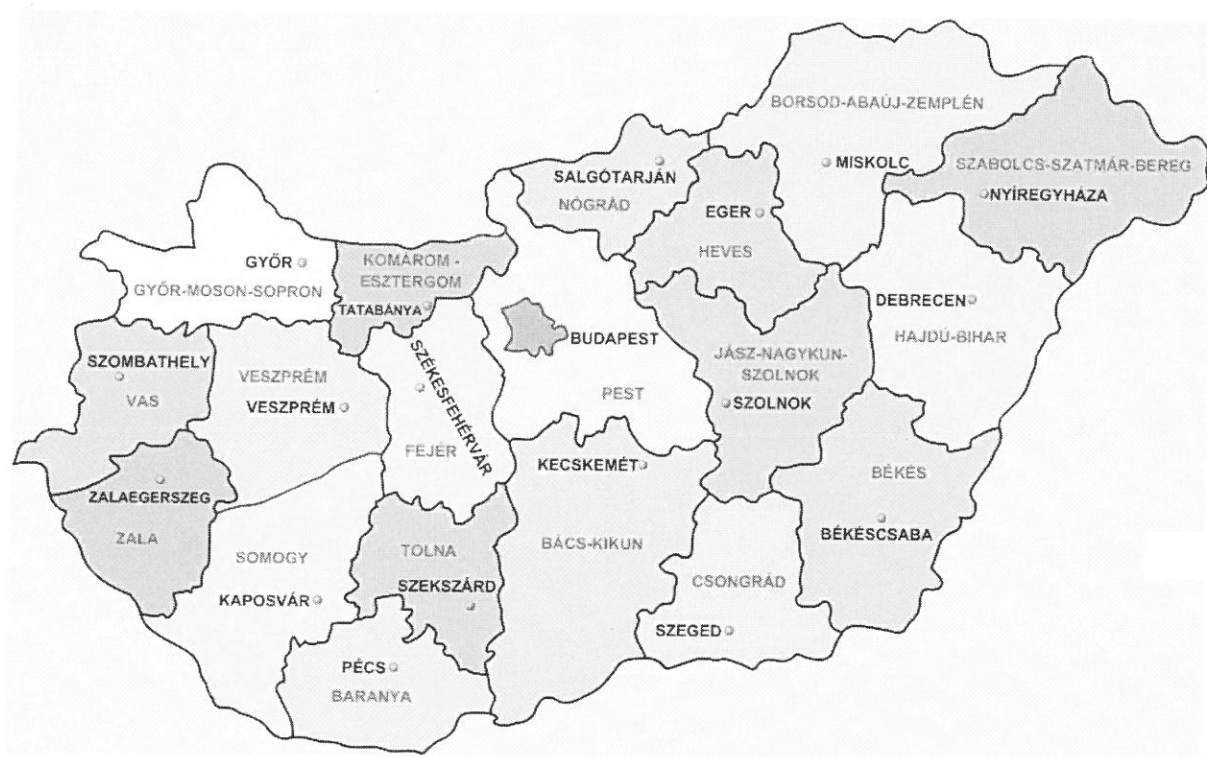 BORSOD-ABAÚJ-ZEMPLÉN
MISKOLC
SZABOLCS-SZATMÁR-BEREG
NYÍREGYHÁZA
SALGÓTARJÁN
NÓGRÁD
EGER
HEVES
GYŐR
GYŐR-MOSON-SOPRON
KOMÁROM -
ESZTERGOM
TATABÁNYA
DEBRECEN
HAJDÚ-BIHAR
BUDAPEST
PEST
JÁSZ-NAGYKUN-
SZOLNOK
SZOLNOK
SZOMBATHELY
VAS
VESZPRÉM
VESZPRÉM
SZÉKESFEHÉRVÁR
FEJÉR
KECSKEMÉT
BÁCS-KIKUN
BÉKÉS
BÉKÉSCSABA
ZALAEGERSZEG
ZALA
SOMOGY
KAPOSVÁR
TOLNA
SZEKSZÁRD
CSONGRÁD
SZEGED
PÉCS
BARANYA